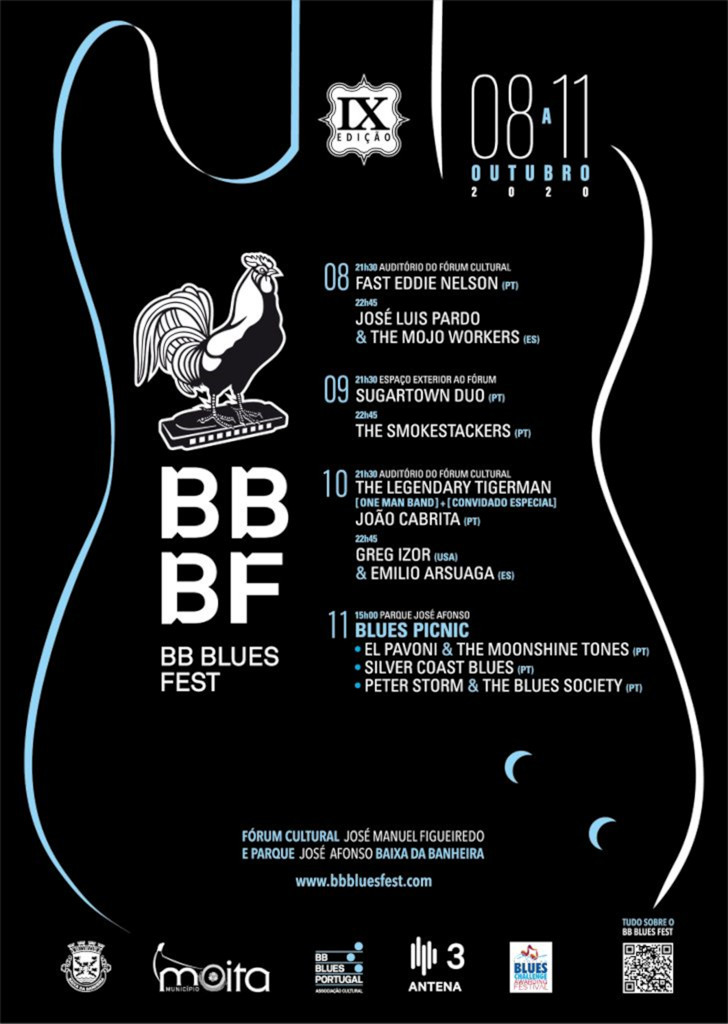 IX
EDIÇÃO
08 A 11
OUTUBRO
2020
08
21h30 AUDITÓRIO DO FÓRUM CULTURAL
FAST EDDIE NELSON (PT)
22h45
JOSÉ LUIS PARDO
& THE MOJO WORKERS (ES)
09
21h30 ESPAÇO EXTERIOR AO FÓRUM
SUGARTOWN DUO (PT)
22h45
THE SMOKESTACKERS (PT)
10
21h30 AUDITÓRIO DO FÓRUM CULTURAL
THE LEGENDARY TIGERMAN
[ONE MAN BAND]+[CONVIDADO ESPECIAL]
JOÃO CABRITA (PT)
22h45
GREG IZOR (USA)
& EMILIO ARSUAGA (ES)
11
15h00 PARQUE JOSÉ AFONSO
BLUES PICNIC
• EL PAVONI & THE MOONSHINE TONES (PT)
• SILVER COAST BLUES (PT)
• PETER STORM & THE BLUES SOCIETY (PT)
BB
BF
BB BLUES
FEST
FÓRUM CULTURAL JOSÉ MANUEL FIGUEIREDO
E PARQUE JOSÉ AFONSO BAIXA DA BANHEIRA
www.bbbluesfest.com
moita
MUNICÍPIO
BB
BLUES
PORTUGAL
ASSOCIAÇÃO CULTURAL
3
ANTENA
BLUES
CHALLENGE
AWARDING
FESTIVAL
TUDO SOBRE O
BB BLUES FEST